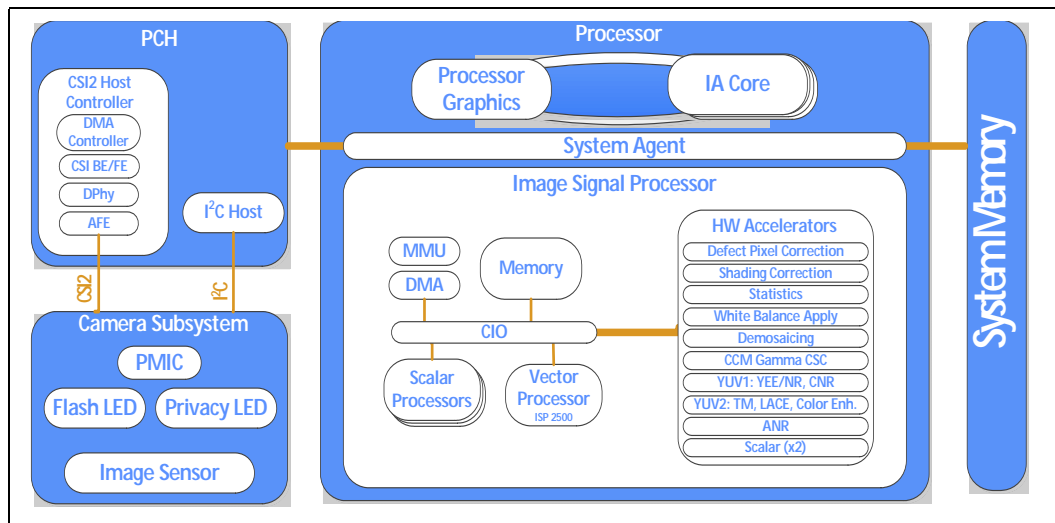 PCH
CSI2 Host
Controller
DMA
Controller
CSI BE/FE
DPhy
AFE
I²C Host
CSI2
I²C
Camera Subsystem
PMIC
Flash LED
Privacy LED
Image Sensor
Processor
Processor
Graphics
IA Core
System Agent
Image Signal Processor
MMU
DMA
Memory
CIO
Scalar
Processors
Vector
Processor
ISP 2500
HW Accelerators
Defect Pixel Correction
Shading Correction
Statistics
White Balance Apply
Demosaicing
CCM Gamma CSC
YUV1: YEE/NR, CNR
YUV2: TM, LACE, Color Enh.
ANR
Scalar (x2)
System Memory